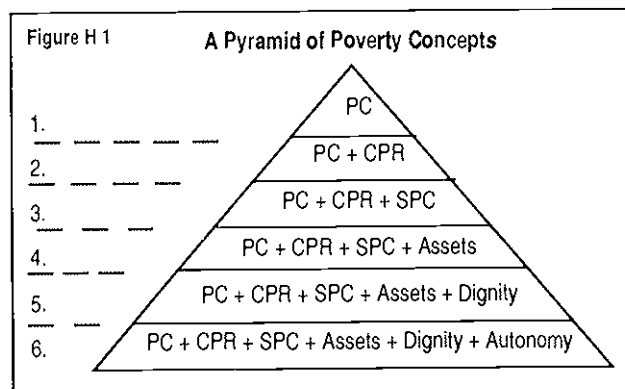 Figure H 1
A Pyramid of Poverty Concepts
1. PC
2. PC + CPR
3. PC + CPR + SPC
4. PC + CPR + SPC + Assets
5. PC + CPR + SPC + Assets + Dignity
6. PC + CPR + SPC + Assets + Dignity + Autonomy